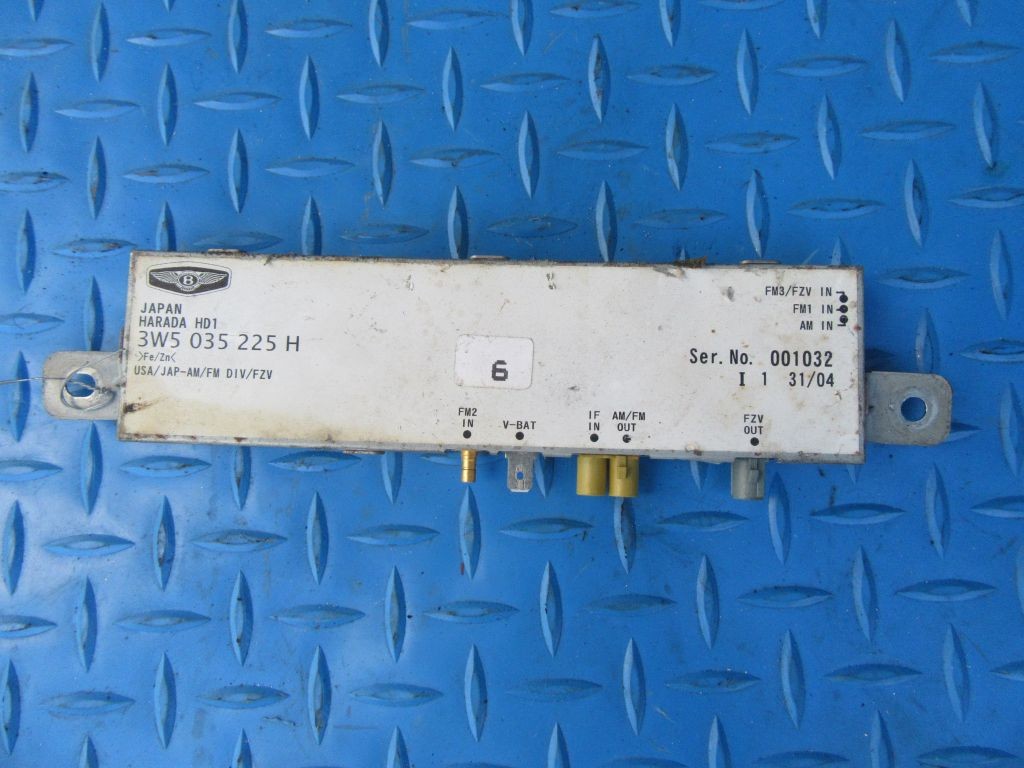 B
JAPAN
HARADA HD1
3W5 035 225 H
>Fe/Zn<
USA/JAP-AM/FM DIV/FZV
6
FM3/FZV IN
FM1 IN
AM IN
Ser.No. 001032
I 1 31/04
FM2
IN
V-BAT
IF
IN
AM/FM
OUT
FZV
OUT